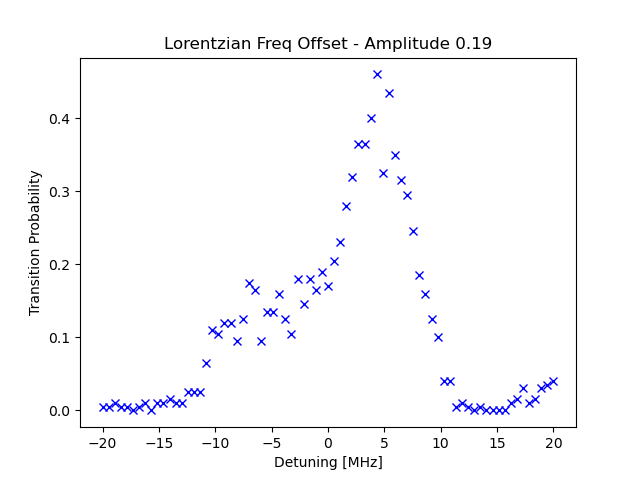 Lorentzian Freq Offset - Amplitude 0.19
Transition Probability
0.4
0.3
0.2
0.1
0.0
−20 −15 −10 −5 0 5 10 15 20
Detuning [MHz]